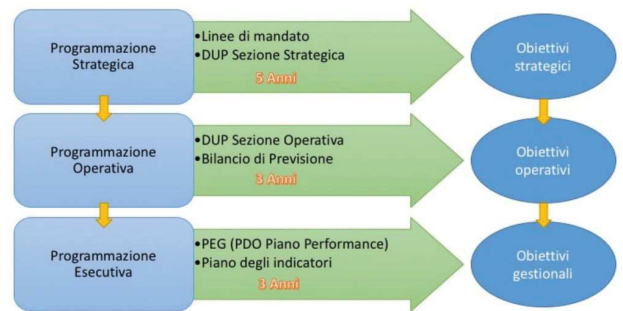 Programmazione
Strategica
•Linee di mandato
•DUP Sezione Strategica
5 Anni
Obiettivi
strategici
Programmazione
Operativa
•DUP Sezione Operativa
•Bilancio di Previsione
3 Anni
Obiettivi
operativi
Programmazione
Esecutiva
•PEG (PDO Piano Performance)
•Piano degli indicatori
3 Anni
Obiettivi
gestionali